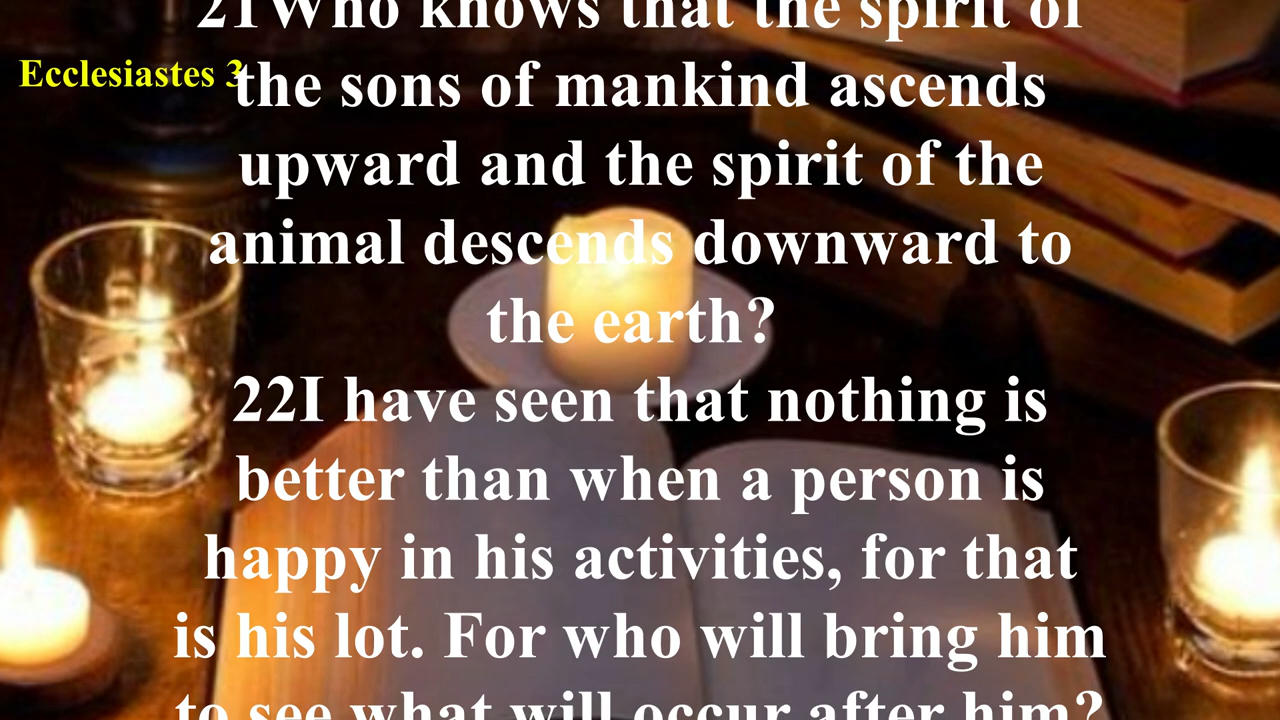 21Who knows that the spirit of
Ecclesiastes 3
the sons of mankind ascends
upward and the spirit of the
animal descends downward to
the earth?
22I have seen that nothing is
better than when a person is
happy in his activities, for that
is his lot. For who will bring him
to see what will occur after him?